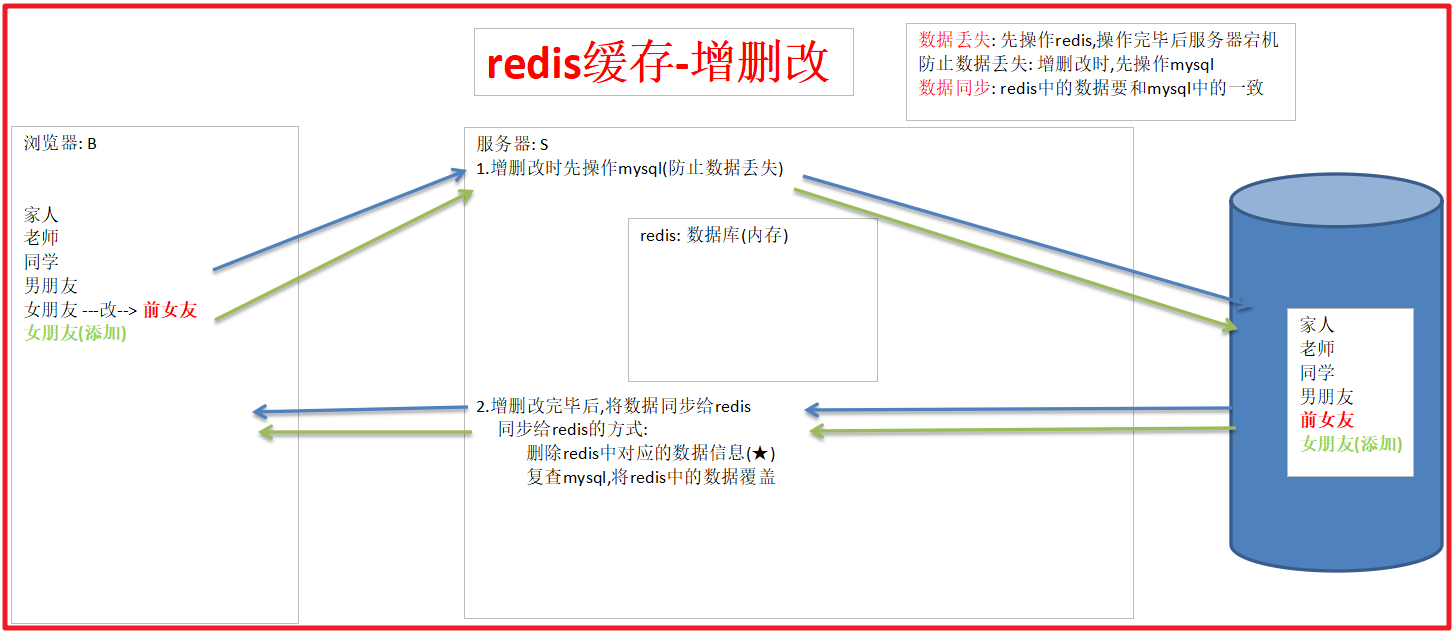 redis缓存-增删改
数据丢失: 先操作redis,操作完毕后服务器宕机
防止数据丢失: 增删改时,先操作mysql
数据同步: redis中的数据要和mysql中的一致
浏览器: B
家人
老师
同学
男朋友
女朋友 ---改--> 前女友
女朋友(添加)
服务器: S
1.增删改时先操作mysql(防止数据丢失)
redis: 数据库(内存)
2.增删改完毕后,将数据同步给redis
同步给redis的方式:
删除redis中对应的数据信息(★)
复查mysql,将redis中的数据覆盖
家人
老师
同学
男朋友
前女友
女朋友(添加)